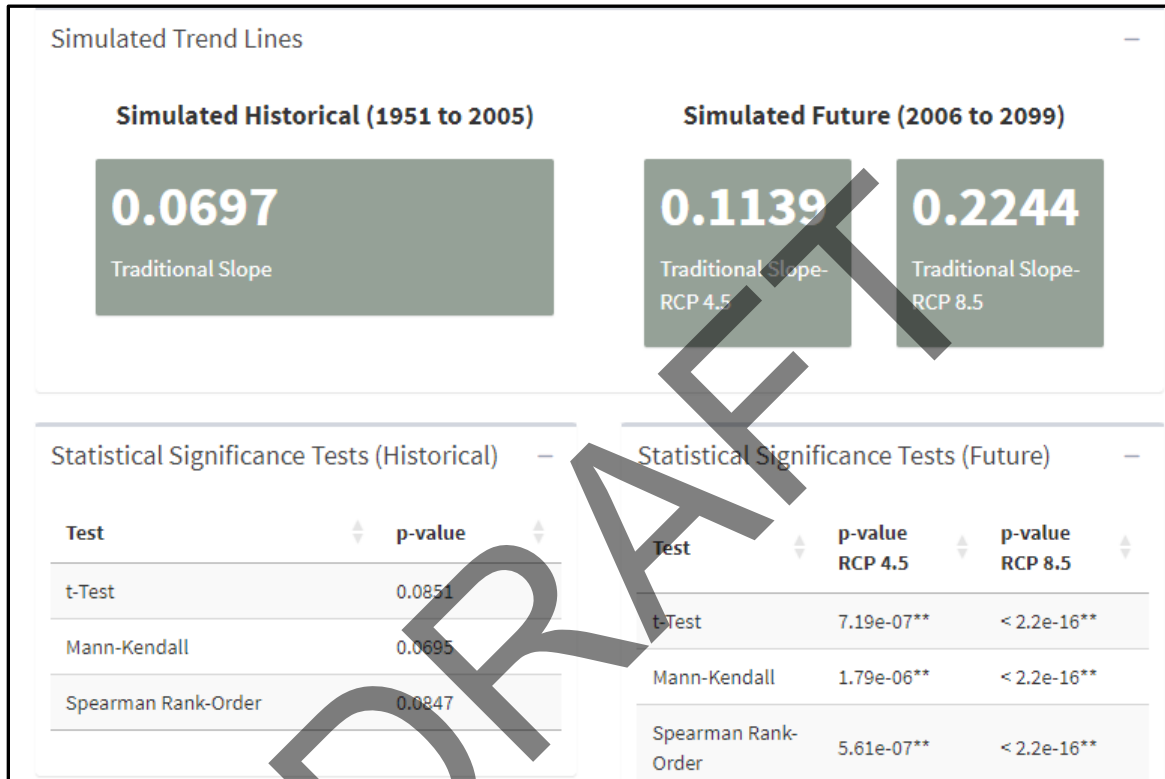 Simulated Trend Lines
Simulated Historical (1951 to 2005)
0.0697
Traditional Slope
Simulated Future (2006 to 2099)
0.1139
Traditional Slope-
RCP 4.5
0.2244
Traditional Slope-
RCP 8.5
Statistical Significance Tests (Historical)
Test p-value
t-Test 0.0851
Mann-Kendall 0.0695
Spearman Rank-Order 0.0847
Statistical Significance Tests (Future)
Test p-value RCP 4.5 p-value RCP 8.5
t-Test 7.19e-07** < 2.2e-16**
Mann-Kendall 1.79e-06** < 2.2e-16**
Spearman Rank-
Order 5.61e-07** < 2.2e-16**
DRAFT